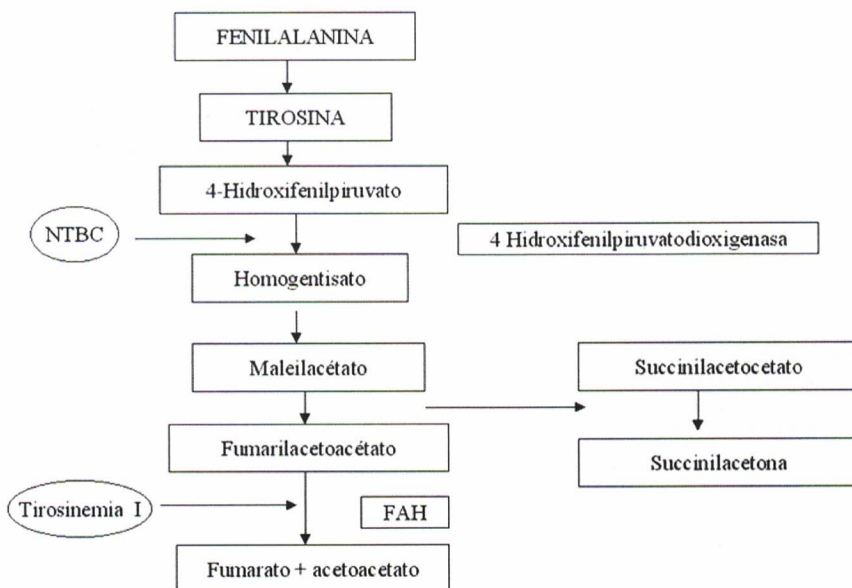 FENILALANINA
TIROSINA
4-Hidroxifenilpiruvato
NTBC
4 Hidroxifenilpiruvatodioxigenasa
Homogentisato
Maleilacétato
Succinilacetocetato
Fumarilacetoacétato
Succinilacetona
Tirosinemia I
FAH
Fumarato + acetoacetato